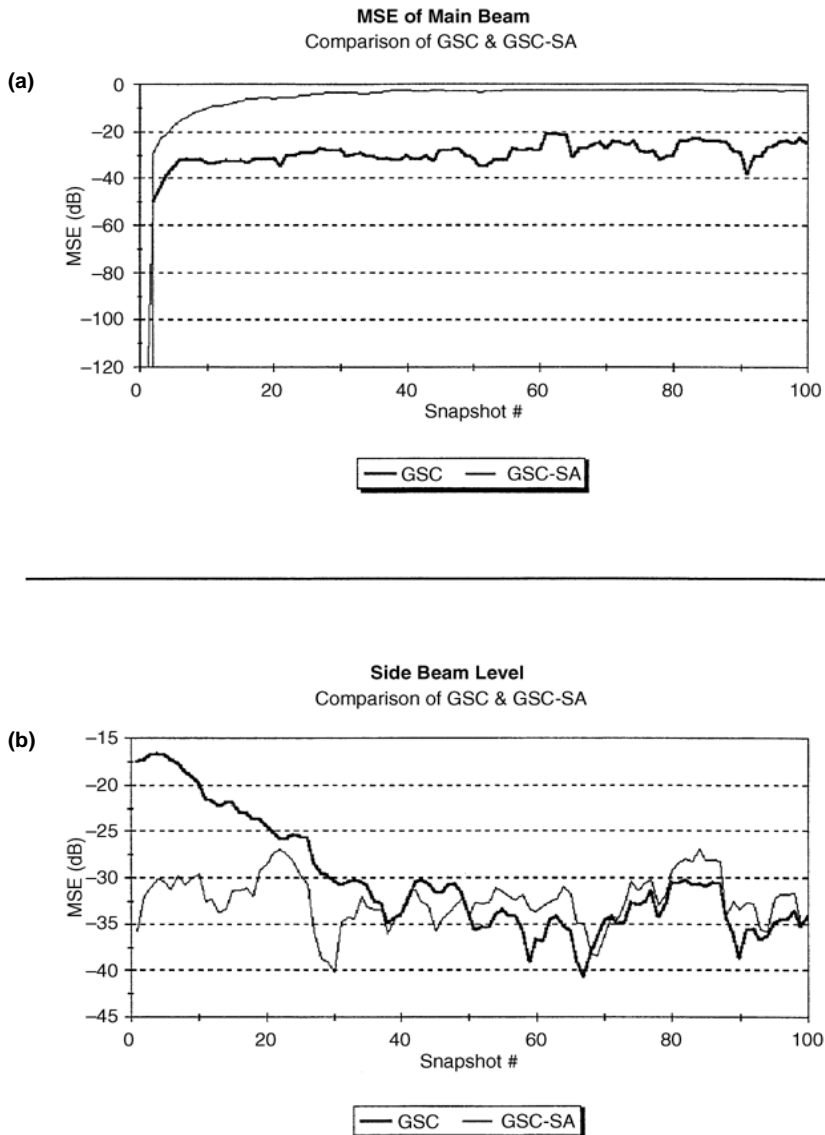 MSE of Main Beam
Comparison of GSC & GSC-SA
(a)
0
−20
−40
−60
−80
−100
−120
MSE (dB)
0 20 40 60 80 100
Snapshot #
GSC GSC-SA
Side Beam Level
Comparison of GSC & GSC-SA
(b)
−15
−20
−25
−30
−35
−40
−45
MSE (dB)
0 20 40 60 80 100
Snapshot #
GSC GSC-SA